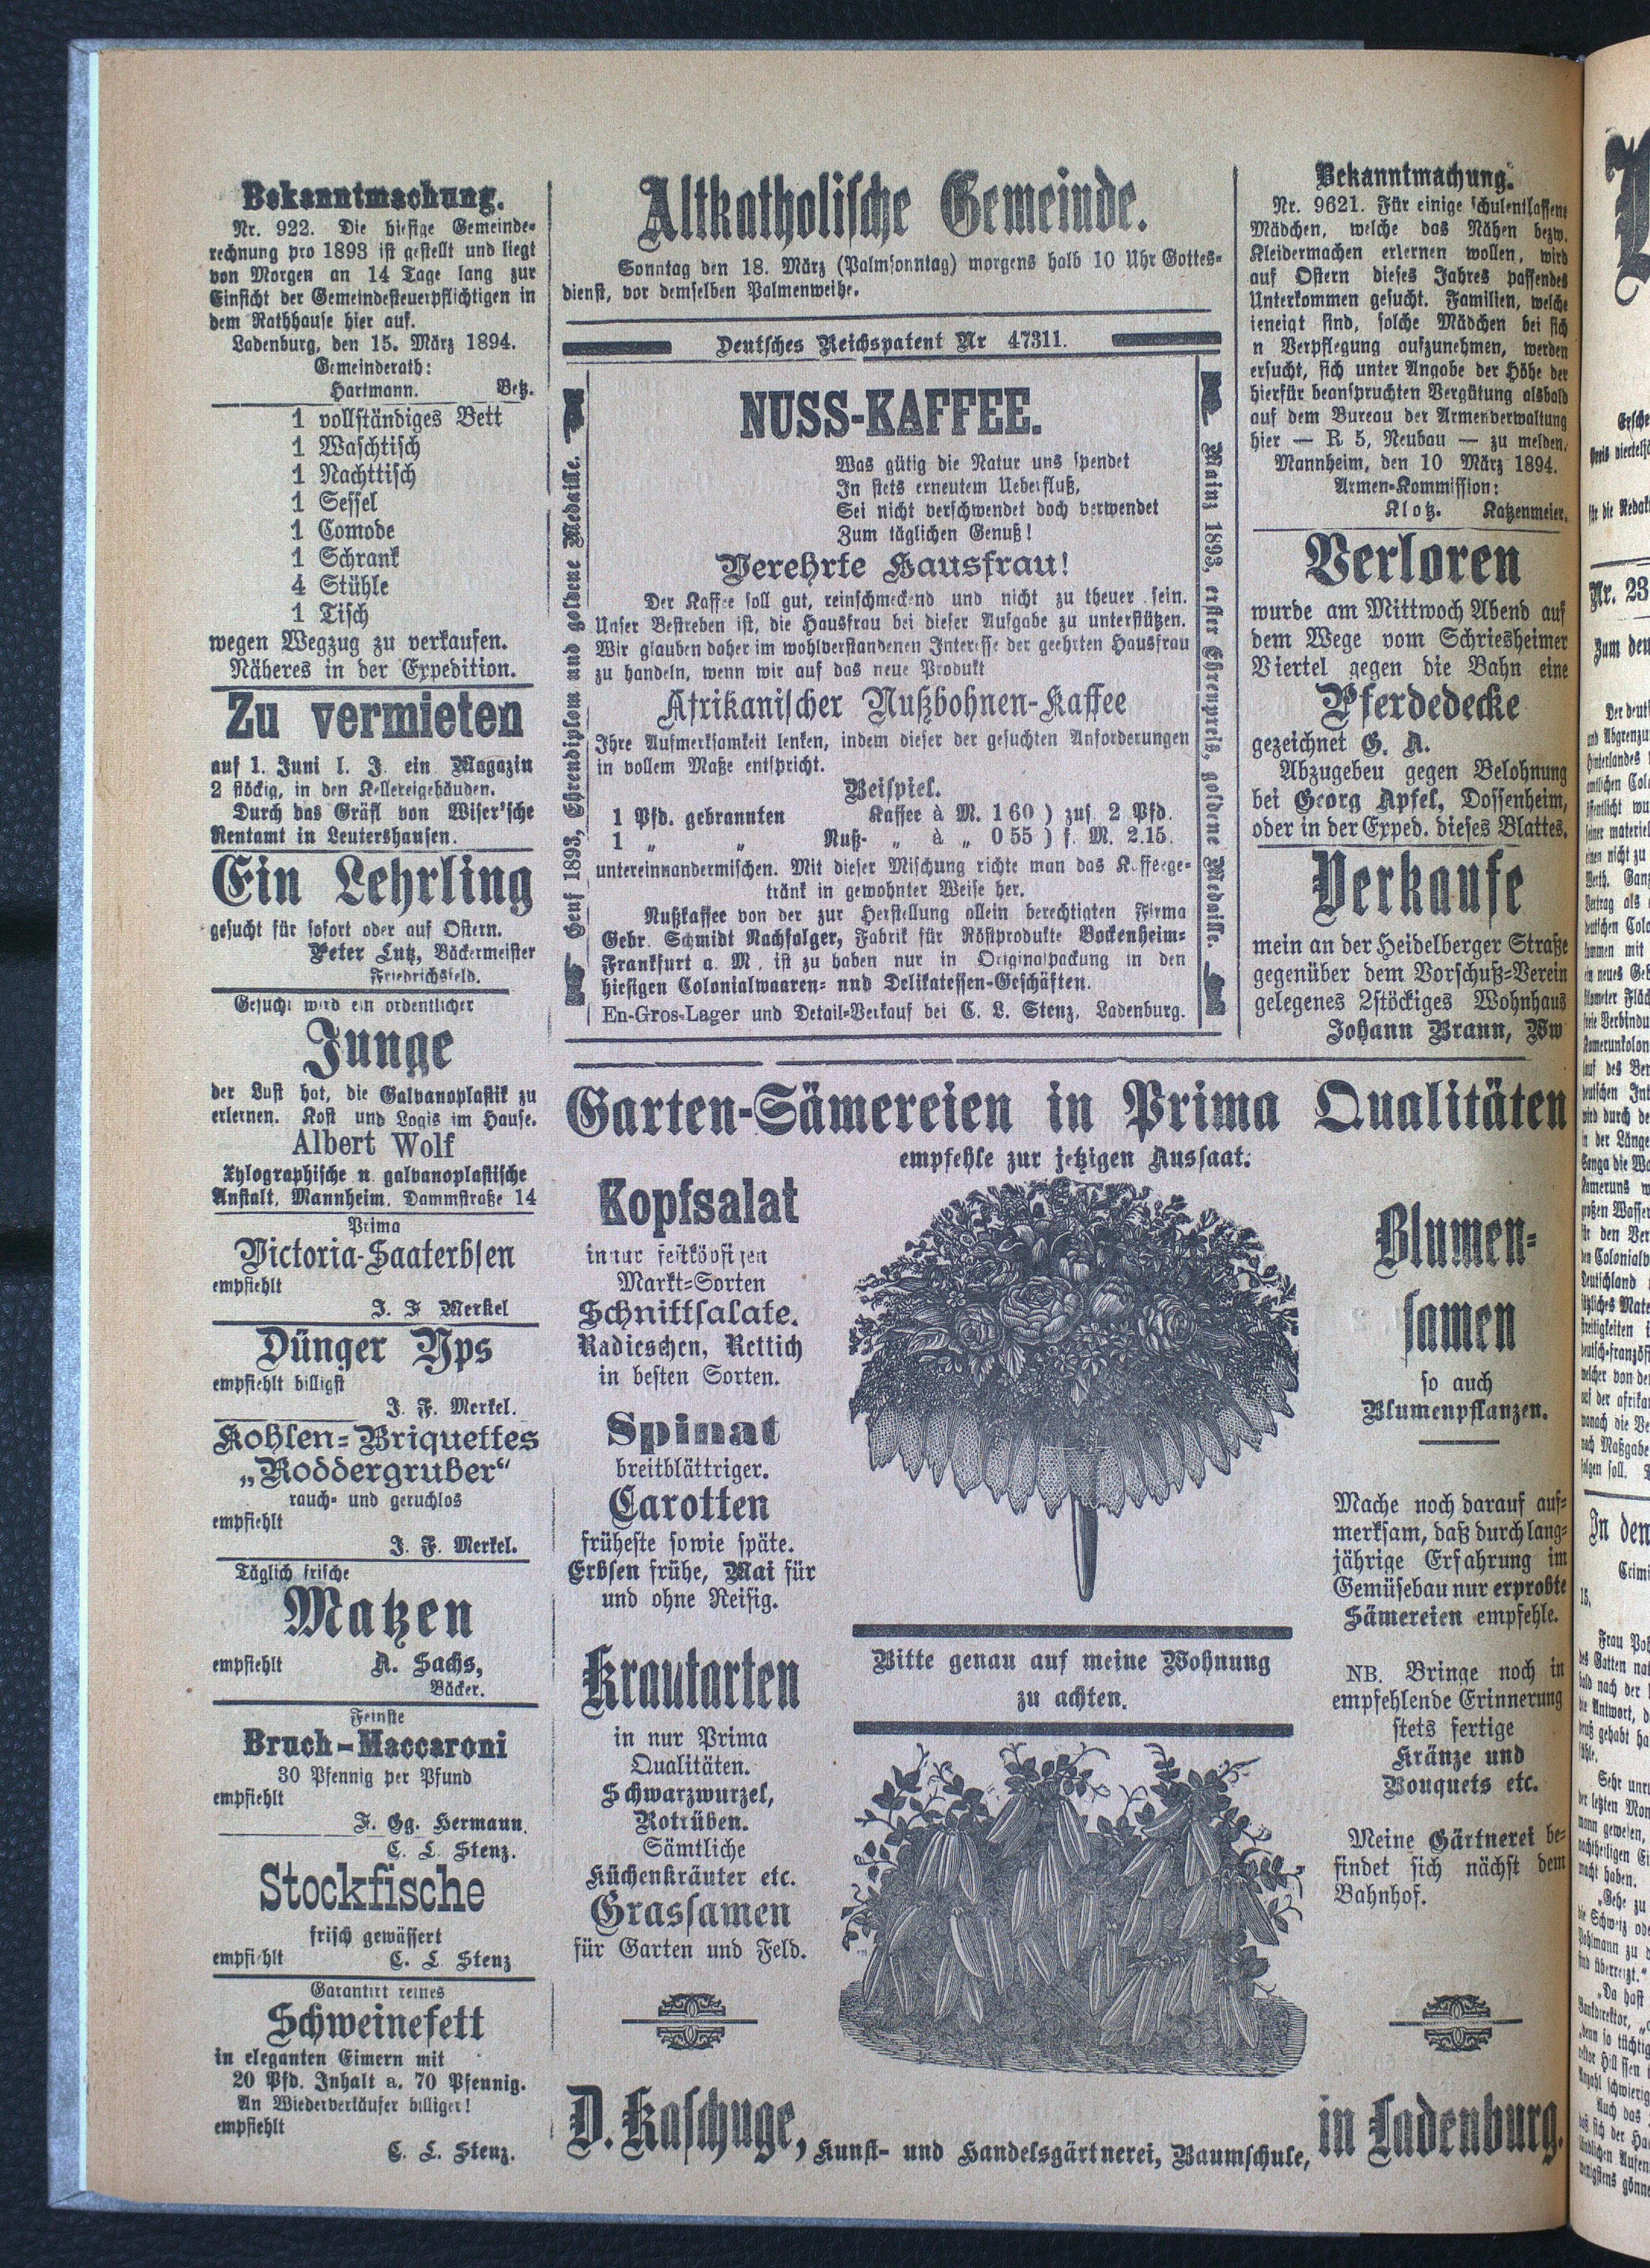 Bekanntmachung.
Nr. 922. Die hiesige Gemeinde-
rechnung pro 1893 ist gestellt und liegt
von Morgen an 14 Tage lang zur
Einsicht der Gemeindesteuerpflichtigen in
dem Rathhause hier auf.
Ladenburg, den 15. März 1894.
Gemeinderath:
Hartmann. Betz.
1 vollständiges Bett
1 Waschtisch
1 Nachttisch
1 Sessel
1 Comode
1 Schrank
4 Stühle
1 Tisch
wegen Wegzug zu verkaufen.
Näheres in der Expedition.
Zu vermieten
auf 1. Juni l. J. ein Magazin
2 stöckig, in den Kellereigebäuden.
Durch das Gräfl von Wiser'sche
Rentamt in Leutershausen.
Ein Lehrling
gesucht für sofort oder auf Ostern.
Peter Lutz, Bäckermeister
Friedrichsfeld.
Gesucht wird ein ordentlicher
Junge
der Lust hat, die Galvanoplastik zu
erlernen. Kost und Logis im Hause.
Albert Wolf
Xylographische u galvanoplastische
Anstalt, Mannheim, Dammstraße 14
Prima
Victoria-Saaterbsen
empfiehlt
J. F Merkel
Dünger Yps
empfiehlt billigst
J. F. Merkel.
Kohlen-Briquettes
„Roddergruber“
rauch- und geruchlos
empfiehlt
J. F. Merkel.
Täglich frische
Matzen
empfiehlt A. Sachs,
Bäcker.
Feinste
Bruch-Maccaroni
30 Pfennig per Pfund
empfiehlt
F. Gg. Hermann.
C. L. Stenz.
Stockfische
frisch gewässert
empfiehlt C. L Stenz
Garantirt reines
Schweinefett
in eleganten Eimern mit
20 Pfd. Inhalt a. 70 Pfennig.
An Wiederverkäufer billiger!
empfiehlt
C. L. Stenz.
Altkatholische Gemeinde.
Sonntag den 18. März (Palmsonntag) morgens halb 10 Uhr Gottes-
dienst, vor demselben Palmenweihe.
Deutsches Reichspatent Nr 47311.
Genf 1893, Ehrendiplom und goldene Medaille.
NUSS-KAFFEE.
Was gütig die Natur uns spendet
In stets erneutem Ueberfluß,
Sei nicht verschwendet doch verwendet
Zum täglichen Genuß!
Verehrte Hausfrau!
Der Kaffee soll gut, reinschmeckend und nicht zu theuer sein.
Unser Bestreben ist, die Hausfrau bei dieser Aufgabe zu unterstützen.
Wir glauben daher im wohlverstandenen Interesse der geehrten Hausfrau
zu handeln, wenn wir auf das neue Produkt
Afrikanischer Nußbohnen-Kaffee
Ihre Aufmerksamkeit lenken, indem dieser der gesuchten Anforderungen
in vollem Maße entspricht.
Beispiel.
1 Pfd. gebrannten Kaffee à M. 1 60 ) zus. 2 Pfd.
1 „ „ Nuß- „ à „ 0 55 ) f. M. 2.15.
untereinnandermischen. Mit dieser Mischung richte man das Kaffeege-
tränk in gewohnter Weise her.
Nußkaffee von der zur Herstellung allein berechtigten Firma
Gebr. Schmidt Nachfolger, Fabrik für Röstprodukte Bockenheim-
Frankfurt a. M. ist zu haben nur in Originalpackung in den
hiesigen Colonialwaaren- und Delikatessen-Geschäften.
En-Gros-Lager und Detail-Verkauf bei C. L. Stenz, Ladenburg.
Mainz 1893, erster Ehrenpreis, goldene Medaille.
Bekanntmachung.
Nr. 9621. Für einige schulentlassene
Mädchen, welche das Nähen bezw.
Kleidermachen erlernen wollen, wird
auf Ostern dieses Jahres passendes
Unterkommen gesucht. Familien, welche
ieneigt sind, solche Mädchen bei sich
n Verpflegung aufzunehmen, werden
ersucht, sich unter Angabe der Höhe der
hierfür beanspruchten Vergütung alsbald
auf dem Bureau der Armenverwaltung
hier — R 5, Neubau — zu melden.
Mannheim, den 10 März 1894.
Armen-Kommission:
Klotz. Katzenmeier.
Verloren
wurde am Mittwoch Abend auf
dem Wege vom Schriesheimer
Viertel gegen die Bahn eine
Pferdedecke
gezeichnet G. A.
Abzugebeu gegen Belohnung
bei Georg Apfel, Dossenheim,
oder in der Exped. dieses Blattes.
Verkaufe
mein an der Heidelberger Straße
gegenüber dem Vorschuß-Verein
gelegenes 2stöckiges Wohnhaus
Johann Braun, Ww
Garten-Sämereien in Prima Qualitäten
empfehle zur jetzigen Aussaat.
Kopfsalat
in nur festköpfigen
Markt-Sorten
Schnittsalate.
Radieschen, Rettich
in besten Sorten.
Spinat
breitblättriger.
Carotten
früheste sowie späte.
Erbsen frühe, Mai für
und ohne Reisig.
Krautarten
in nur Prima
Qualitäten.
Schwarzwurzel,
Rotrüben.
Sämtliche
Küchenkräuter etc.
Grassamen
für Garten und Feld.
Bitte genau auf meine Wohnung
zu achten.
Blumen-
samen
so auch
Blumenpflanzen.
Mache noch darauf auf-
merksam, daß durch lang-
jährige Erfahrung im
Gemüsebau nur erprobte
Sämereien empfehle.
NB. Bringe noch in
empfehlende Erinnerung
stets fertige
Kränze und
Bouquets etc.
Meine Gärtnerei be-
findet sich nächst dem
Bahnhof.
D. Kaschuge, Kunst- und Handelsgärtnerei, Baumschule, in Ladenburg.
Nr. 23